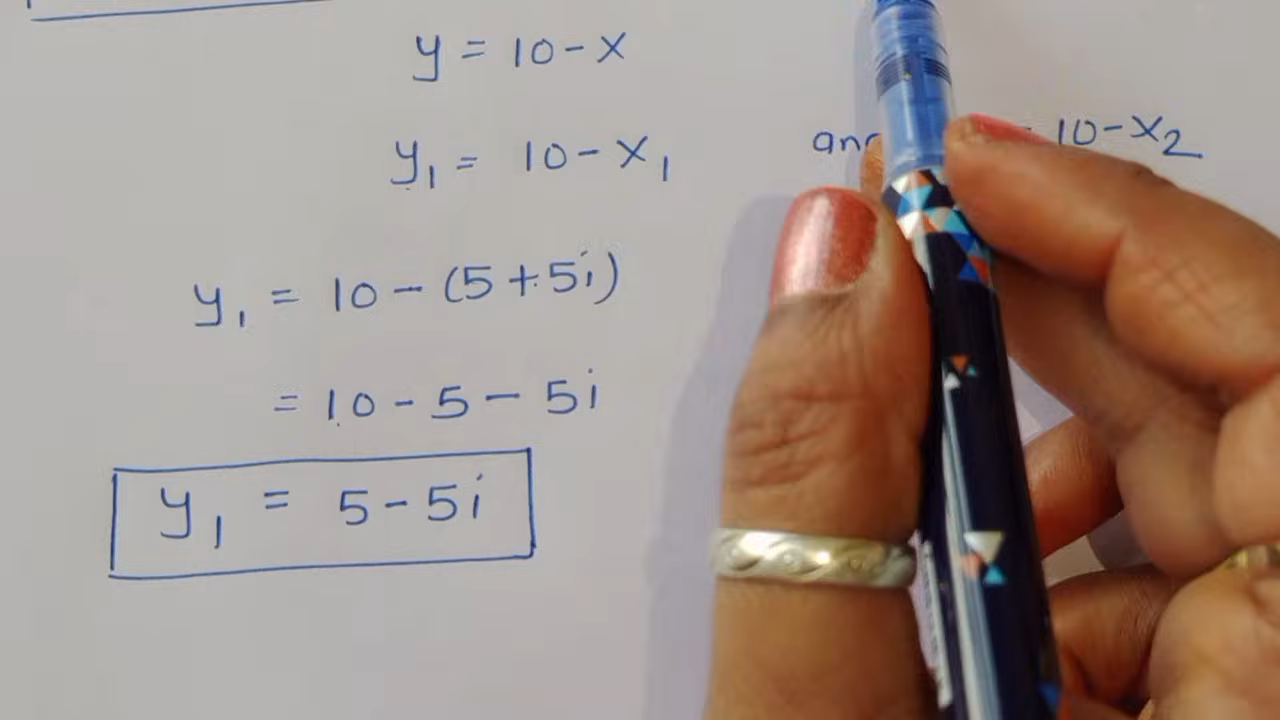 y = 10 - x
y₁ = 10 - x₁ = 10 - x₂
y₁ = 10 - (5 + 5i)
= 10 - 5 - 5i
y₁ = 5 - 5i